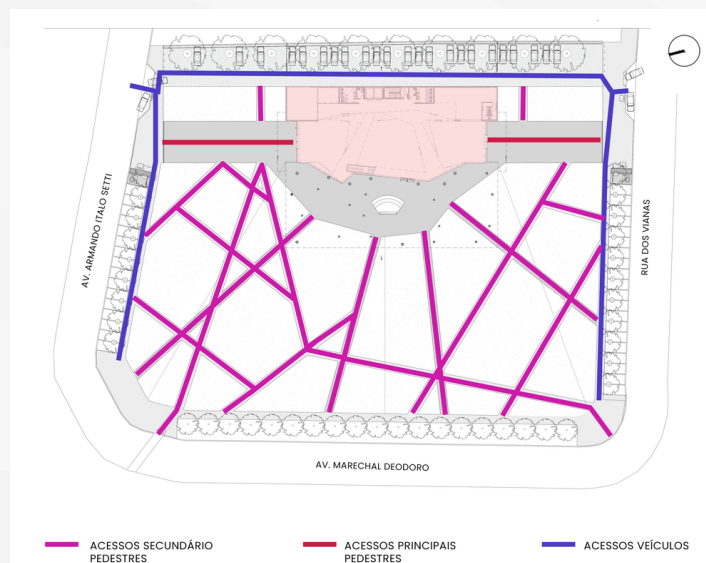 AV. ARMANDO ITALO SETTI
RUA DOS VIANAS
AV. MARECHAL DEODORO
ACESSOS SECUNDÁRIO
PEDESTRES
ACESSOS PRINCIPAIS
PEDESTRES
ACESSOS VEÍCULOS